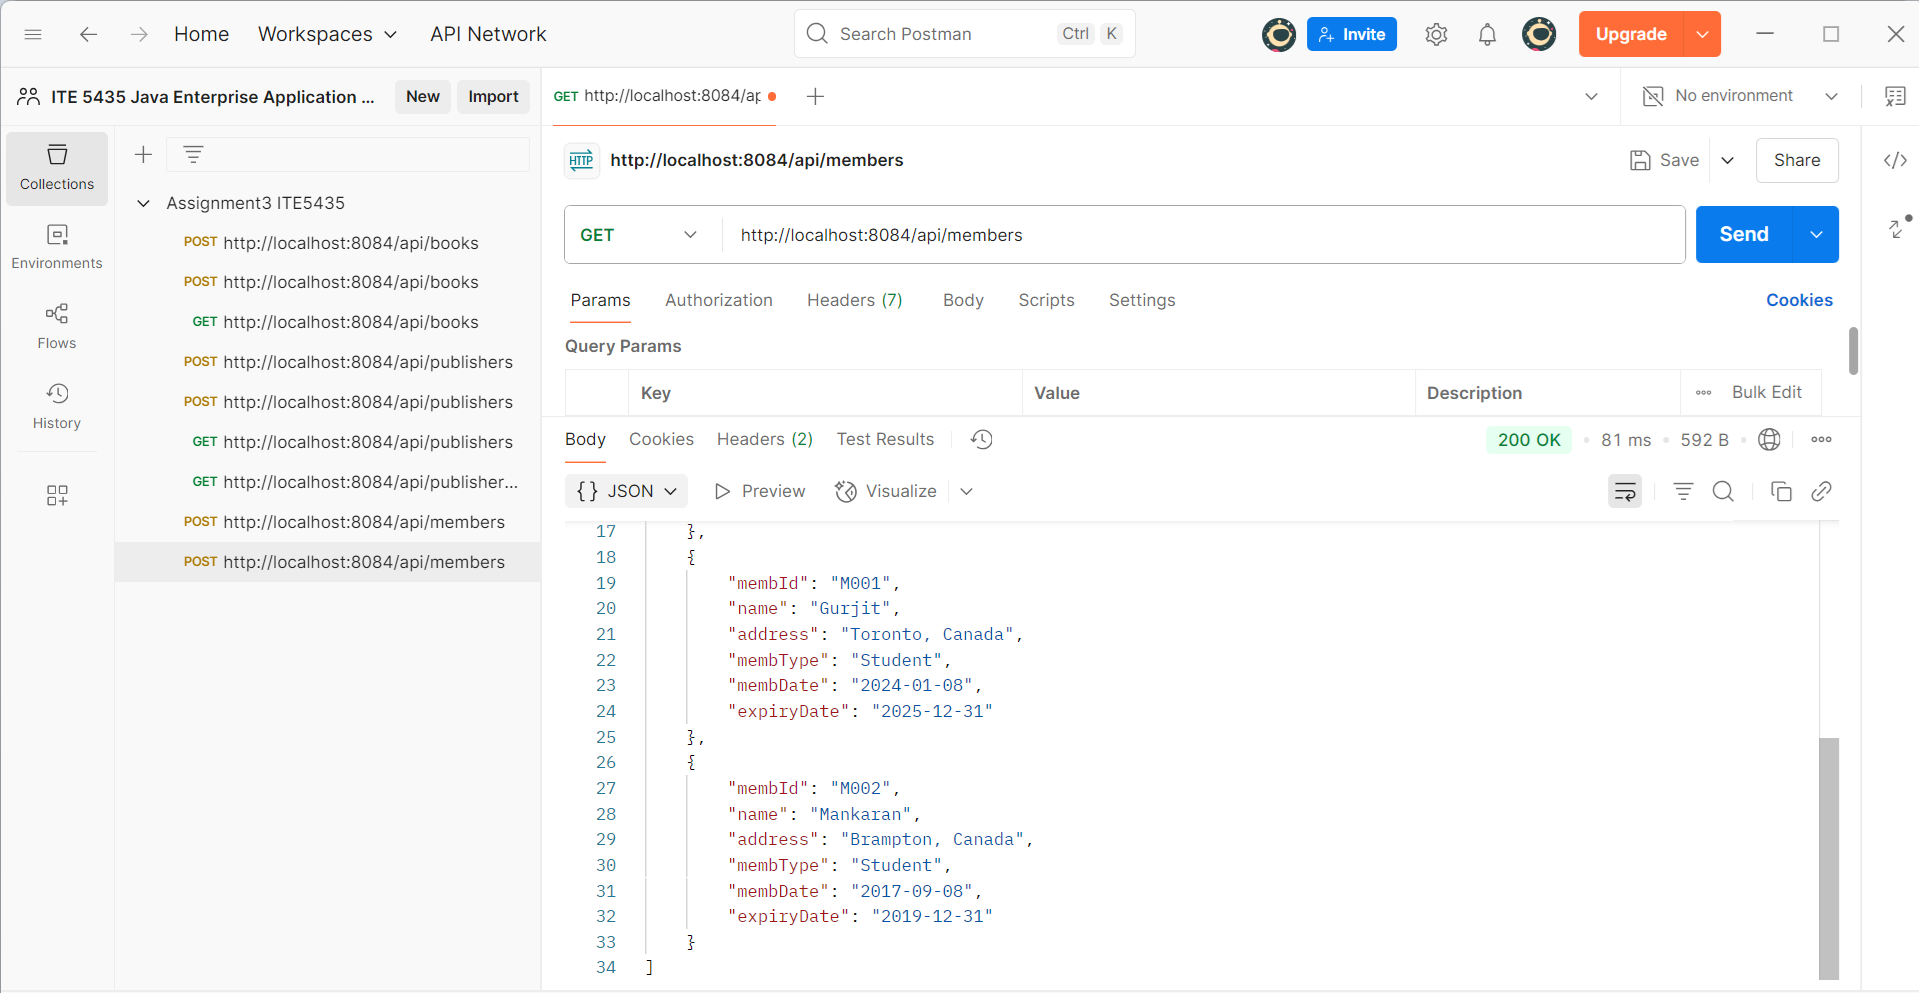 Home Workspaces API Network Search Postman Ctrl K Invite Upgrade
ITE 5435 Java Enterprise Application ... New Import GET http://localhost:8084/ap No environment
HTTP http://localhost:8084/api/members Save Share
Collections
Environments
Flows
History
Assignment3 ITE5435
POST http://localhost:8084/api/books
POST http://localhost:8084/api/books
GET http://localhost:8084/api/books
POST http://localhost:8084/api/publishers
POST http://localhost:8084/api/publishers
GET http://localhost:8084/api/publishers
GET http://localhost:8084/api/publisher...
POST http://localhost:8084/api/members
POST http://localhost:8084/api/members
GET http://localhost:8084/api/members Send
Params Authorization Headers (7) Body Scripts Settings Cookies
Query Params
Key Value Description Bulk Edit
Body Cookies Headers (2) Test Results 200 OK 81 ms 592 B
{} JSON Preview Visualize
17 },
18 {
19 "membId": "M001",
20 "name": "Gurjit",
21 "address": "Toronto, Canada",
22 "membType": "Student",
23 "membDate": "2024-01-08",
24 "expiryDate": "2025-12-31"
25 },
26 {
27 "membId": "M002",
28 "name": "Mankaran",
29 "address": "Brampton, Canada",
30 "membType": "Student",
31 "membDate": "2017-09-08",
32 "expiryDate": "2019-12-31"
33 }
34 ]